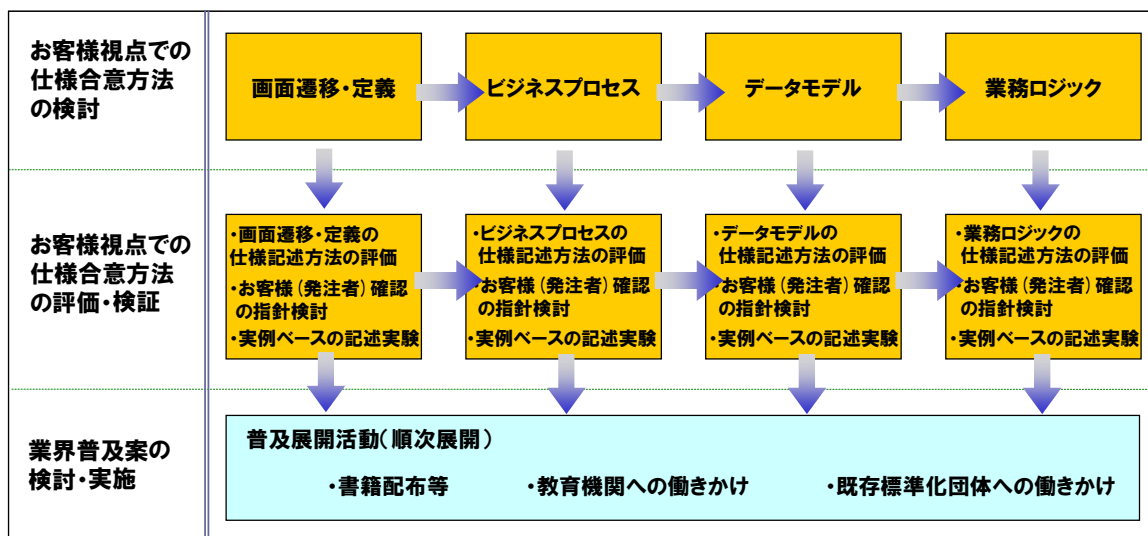 お客様視点での
仕様合意方法
の検討
画面遷移・定義
ビジネスプロセス
データモデル
業務ロジック
お客様視点での
仕様合意方法
の評価・検証
・画面遷移・定義の
仕様記述方法の評価
・お客様(発注者)確認
の指針検討
・実例ベースの記述実験
・ビジネスプロセスの
仕様記述方法の評価
・お客様(発注者)確認
の指針検討
・実例ベースの記述実験
・データモデルの
仕様記述方法の評価
・お客様(発注者)確認
の指針検討
・実例ベースの記述実験
・業務ロジックの
仕様記述方法の評価
・お客様(発注者)確認
の指針検討
・実例ベースの記述実験
業界普及案の
検討・実施
普及展開活動(順次展開)
・書籍配布等
・教育機関への働きかけ
・既存標準化団体への働きかけ